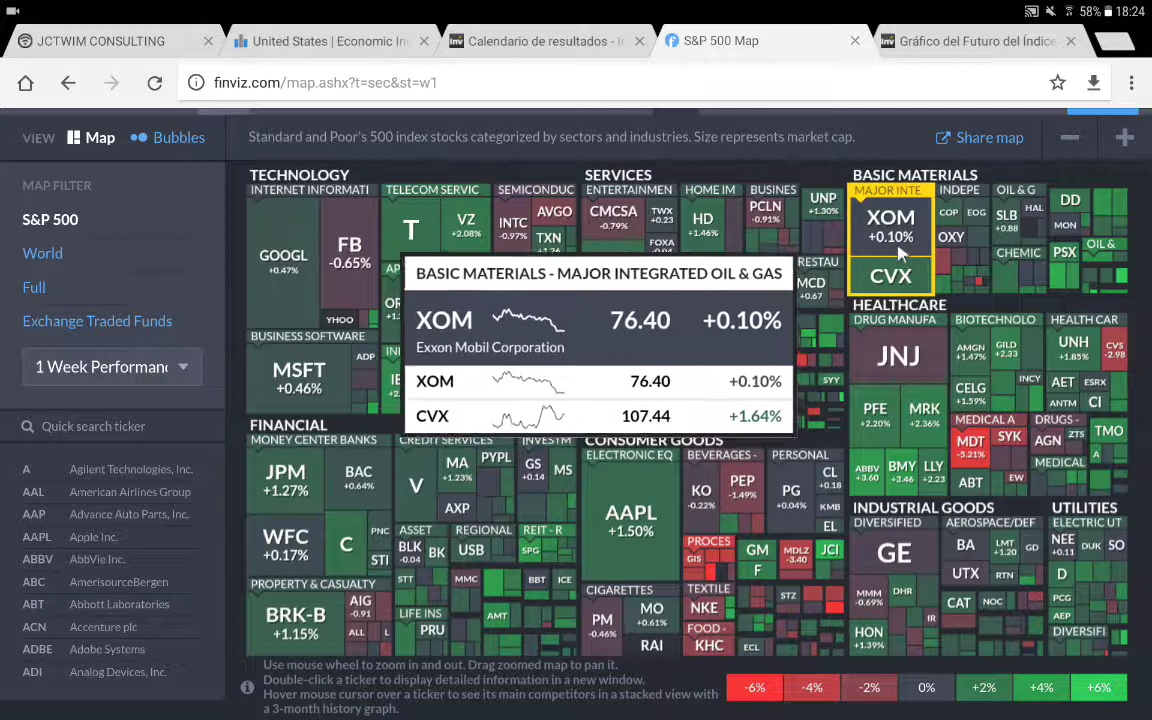 58% 18:24
JCTWIM CONSULTING
United States | Economic In
Calendario de resultados - I
S&P 500 Map
Gráfico del Futuro del Índice
finviz.com/map.ashx?t=sec&st=w1
VIEW Map Bubbles
Standard and Poor's 500 index stocks categorized by sectors and industries. Size represents market cap.
Share map
MAP FILTER
S&P 500
World
Full
Exchange Traded Funds
1 Week Performanc
Quick search ticker
A Agilent Technologies, Inc.
AAL American Airlines Group
AAP Advance Auto Parts, Inc.
AAPL Apple Inc.
ABBV AbbVie Inc.
ABC AmerisourceBergen
ABT Abbott Laboratories
ACN Accenture plc
ADBE Adobe Systems
ADI Analog Devices, Inc.
TECHNOLOGY
INTERNET INFORMATI
GOOGL
+0.47%
FB
-0.65%
YHOO
TELECOM SERVIC
T
VZ
+2.08%
SEMICONDUC
INTC
-0.97%
AVGO
TXN
BUSINESS SOFTWARE
MSFT
+0.46%
ADP
SERVICES
ENTERTAINMEN
CMCSA
-0.79%
TWX
+0.23
FOXA
HOME IM
HD
+1.46%
BUSINES
PCLN
-0.91%
UNP
+1.30%
RESTAU
MCD
+0.67
SYY
BASIC MATERIALS - MAJOR INTEGRATED OIL & GAS
XOM 76.40 +0.10%
Exxon Mobil Corporation
XOM 76.40 +0.10%
CVX 107.44 +1.64%
BASIC MATERIALS
MAJOR INTE
XOM
+0.10%
CVX
INDEPE
COP
EOG
OXY
OIL & G
SLB
+0.88
HAL
CHEMIC
DD
MON
PSX
OIL &
HEALTHCARE
DRUG MANUFA
JNJ
PFE
+2.20%
MRK
+2.36%
ABBV
+3.60
BMY
+3.46
LLY
+2.23
BIOTECHNOLO
AMGN
+1.47%
GILD
+2.33
CELG
+1.59%
INCY
HEALTH CAR
UNH
+1.85%
CVS
-2.98
AET
ESRX
ANTM
CI
MEDICAL A
MDT
-5.21%
SYK
ABT
EW
DRUGS -
AGN
ZTS
MEDICAL
TMO
A
FINANCIAL
MONEY CENTER BANKS
JPM
+1.27%
BAC
+0.64%
WFC
+0.17%
C
PNC
STI
CREDIT SERVICES
V
MA
+1.23%
PYPL
AXP
INVESTM
GS
+0.14
MS
ASSET
BLK
-0.04
BK
STT
REGIONAL
USB
MMC
REIT - R
SPG
BBT
ICE
AMT
PROPERTY & CASUALTY
BRK-B
+1.15%
AIG
-0.91
ALL
L
LIFE INS
PRU
CONSUMER GOODS
ELECTRONIC EQ
AAPL
+1.50%
BEVERAGES -
KO
-0.22%
PEP
-1.49%
PERSONAL
PG
+0.04%
CL
+0.18
KMB
EL
PROCES
GIS
GM
F
MDLZ
-3.40
JCI
CIGARETTES
PM
-0.46%
MO
+0.61%
RAI
TEXTILE
NKE
FOOD -
KHC
STZ
ECL
INDUSTRIAL GOODS
DIVERSIFIED
GE
MMM
-0.69%
DHR
HON
+1.39%
IR
AEROSPACE/DEF
BA
LMT
+1.20
GD
UTX
RTN
CAT
NOC
UTILITIES
ELECTRIC UT
NEE
+0.11
DUK
SO
D
PCG
AEP
DIVERSIFI
Use mouse wheel to zoom in and out. Drag zoomed map to pan it.
Double-click a ticker to display detailed information in a new window.
Hover mouse cursor over a ticker to see its main competitors in a stacked view with
a 3-month history graph.
-6% -4% -2% 0% +2% +4% +6%